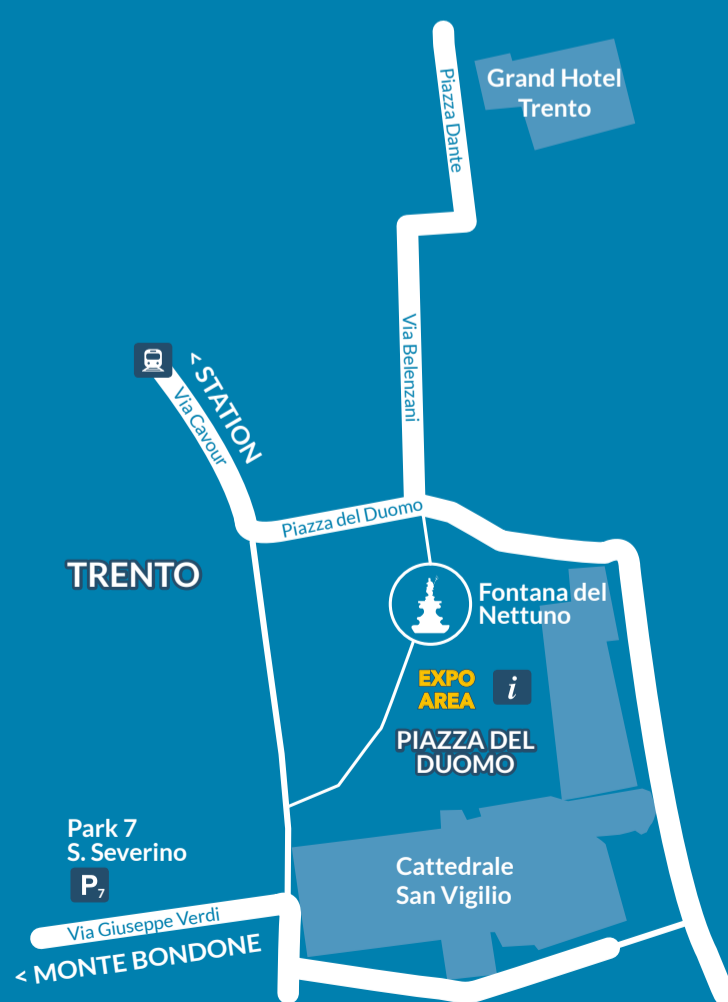 Grand Hotel
Trento
Piazza Dante
Via Belenzani
< STATION
Via Cavour
Piazza del Duomo
TRENTO
Fontana del
Nettuno
EXPO
AREA
i
PIAZZA DEL
DUOMO
Park 7
S. Severino
P7
Cattedrale
San Vigilio
Via Giuseppe Verdi
< MONTE BONDONE